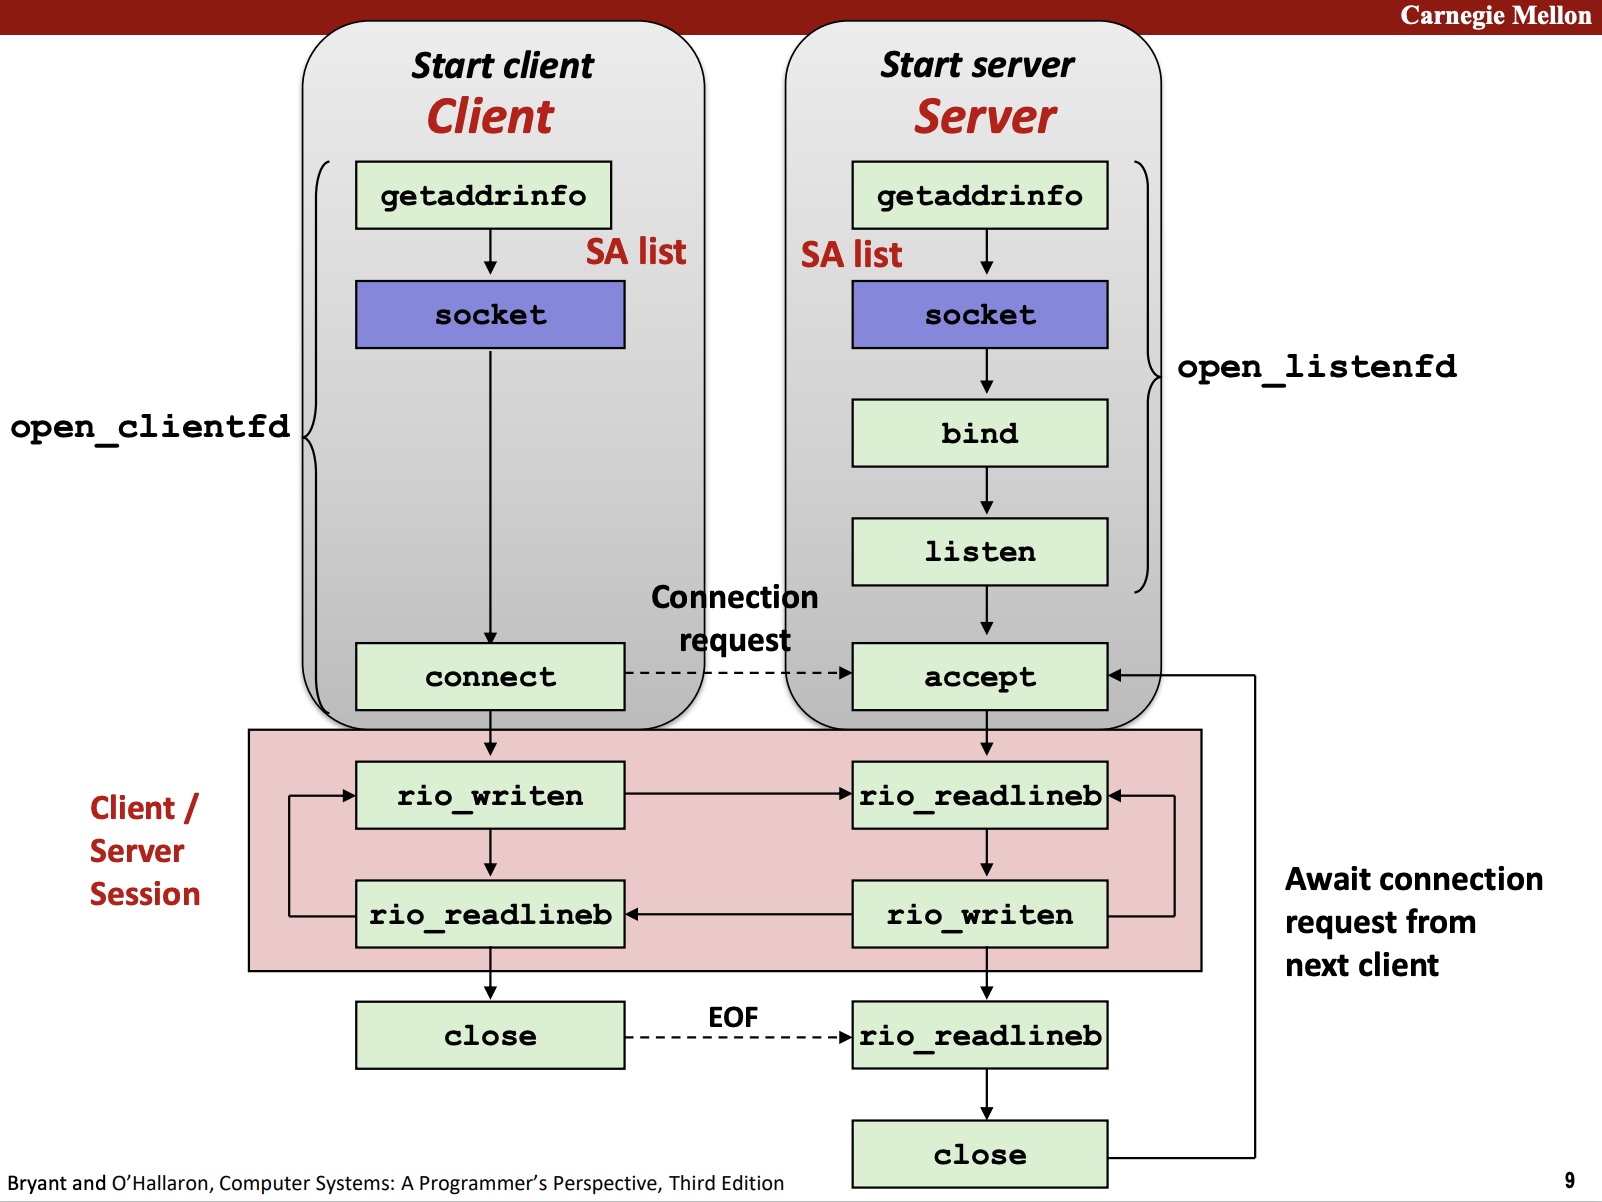 Carnegie Mellon
Start client
Client
Start server
Server
getaddrinfo
getaddrinfo
SA list
SA list
socket
socket
open_listenfd
open_clientfd
bind
listen
Connection
request
connect
accept
Client /
Server
Session
rio_writen
rio_readlineb
rio_readlineb
rio_writen
Await connection
request from
next client
close
EOF
rio_readlineb
close
Bryant and O’Hallaron, Computer Systems: A Programmer’s Perspective, Third Edition
9